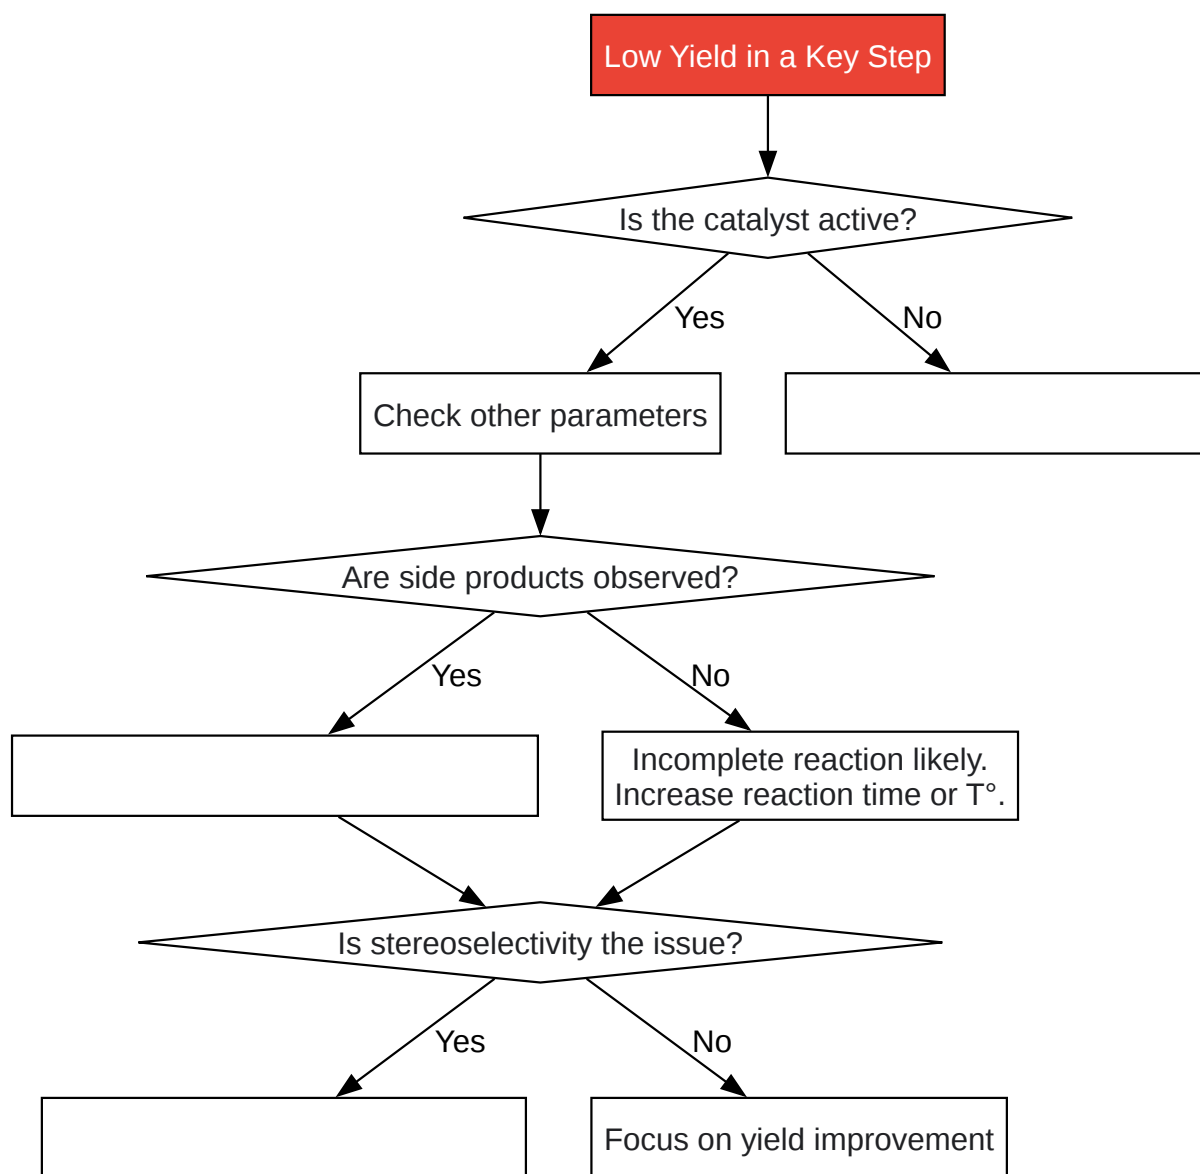 Low Yield in a Key Step
Is the catalyst active?
Yes
No
Check other parameters
Are side products observed?
Yes
No
Incomplete reaction likely.
Increase reaction time or T°.
Is stereoselectivity the issue?
Yes
No
Focus on yield improvement